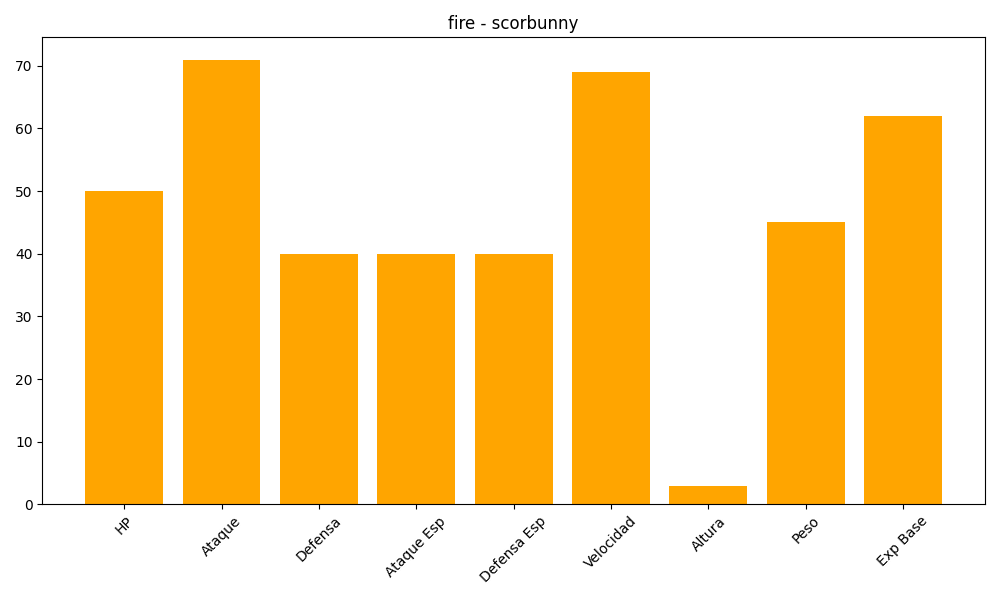 fire - scorbunny
70
60
50
40
30
20
10
0
HP
Ataque
Defensa
Ataque Esp
Defensa Esp
Velocidad
Altura
Peso
Exp Base